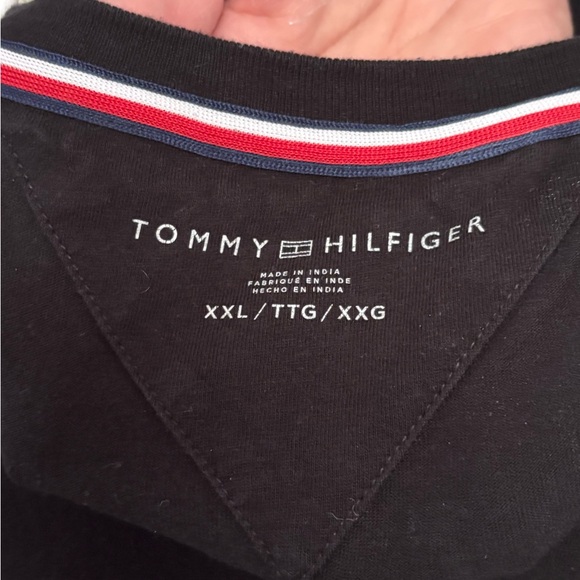 TOMMY HILFIGER
MADE IN INDIA
FABRIQUÉ EN INDE
HECHO EN INDIA
XXL / TTG / XXG